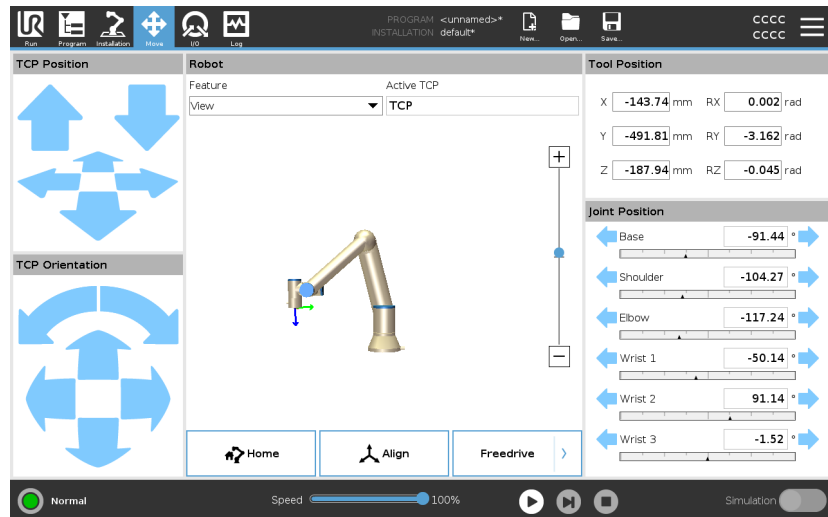 PROGRAM <unnamed>*
INSTALLATION default*
CCCC
CCCC
UR
Run
Program
Installation
Move
I/O
Log
New...
Open...
Save...
TCP Position
Robot
Tool Position
Feature
Active TCP
View
TCP
X -143.74 mm RX 0.002 rad
Y -491.81 mm RY -3.162 rad
Z -187.94 mm RZ -0.045 rad
Joint Position
Base -91.44 °
Shoulder -104.27 °
Elbow -117.24 °
Wrist 1 -50.14 °
Wrist 2 91.14 °
Wrist 3 -1.52 °
TCP Orientation
Home
Align
Freedrive
Normal
Speed 100%
Simulation